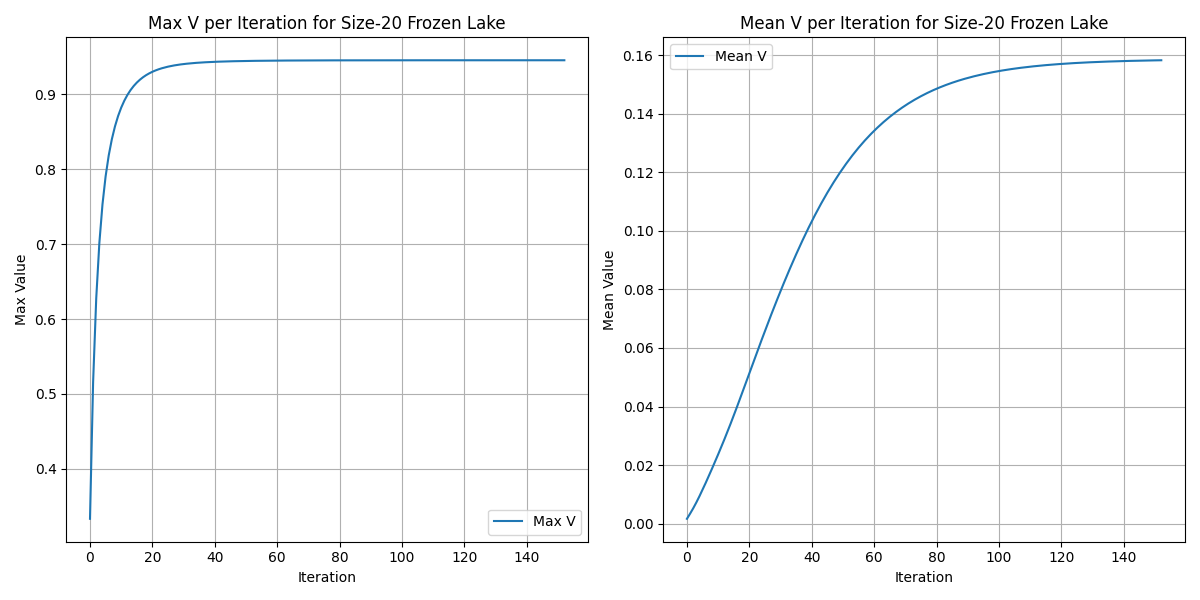 Max V per Iteration for Size-20 Frozen Lake
Max Value
0.9
0.8
0.7
0.6
0.5
0.4
Max V
0 20 40 60 80 100 120 140
Iteration
Mean V per Iteration for Size-20 Frozen Lake
Mean Value
Mean V
0.16
0.14
0.12
0.10
0.08
0.06
0.04
0.02
0.00
0 20 40 60 80 100 120 140
Iteration